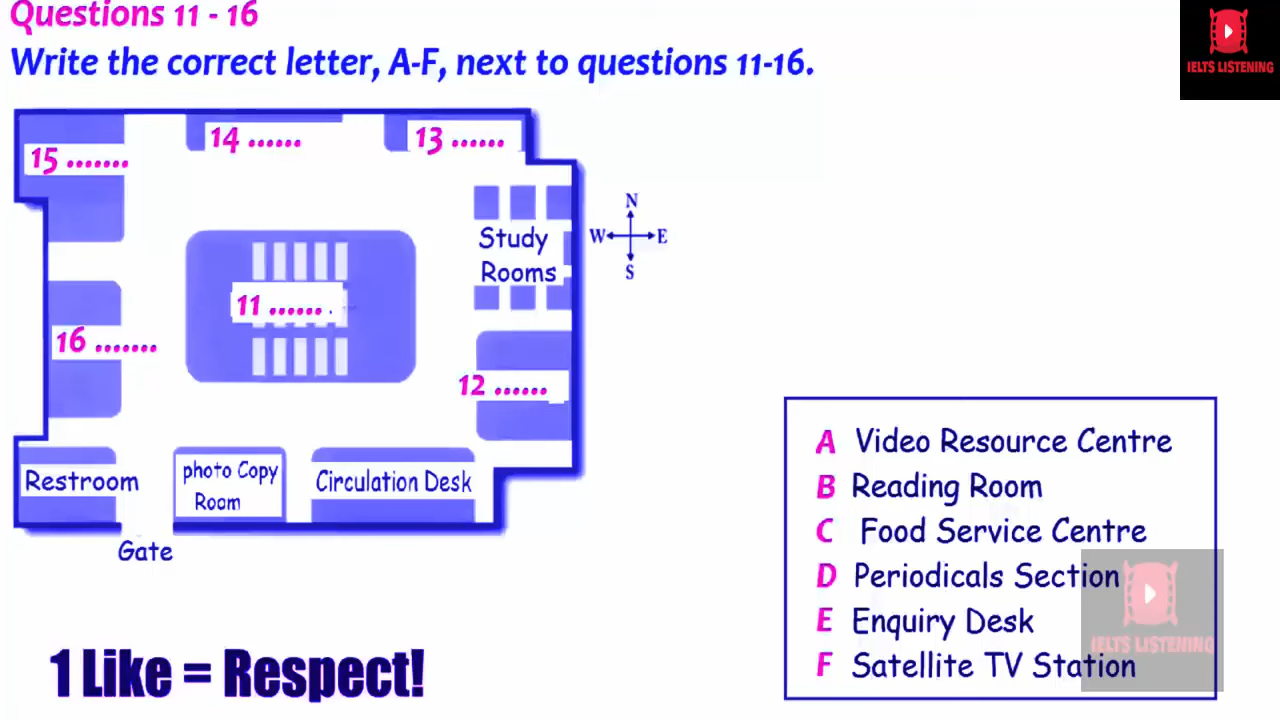 Questions 11 - 16
Write the correct letter, A-F, next to questions 11-16.
IELTS LISTENING
15 .......
14 ......
13 ......
N
W E
S
Study
Rooms
11 .......
16 .......
12 ......
Restroom
photo Copy
Room
Circulation Desk
Gate
A Video Resource Centre
B Reading Room
C Food Service Centre
D Periodicals Section
E Enquiry Desk
F Satellite TV Station
IELTS LISTENING
1 Like = Respect!